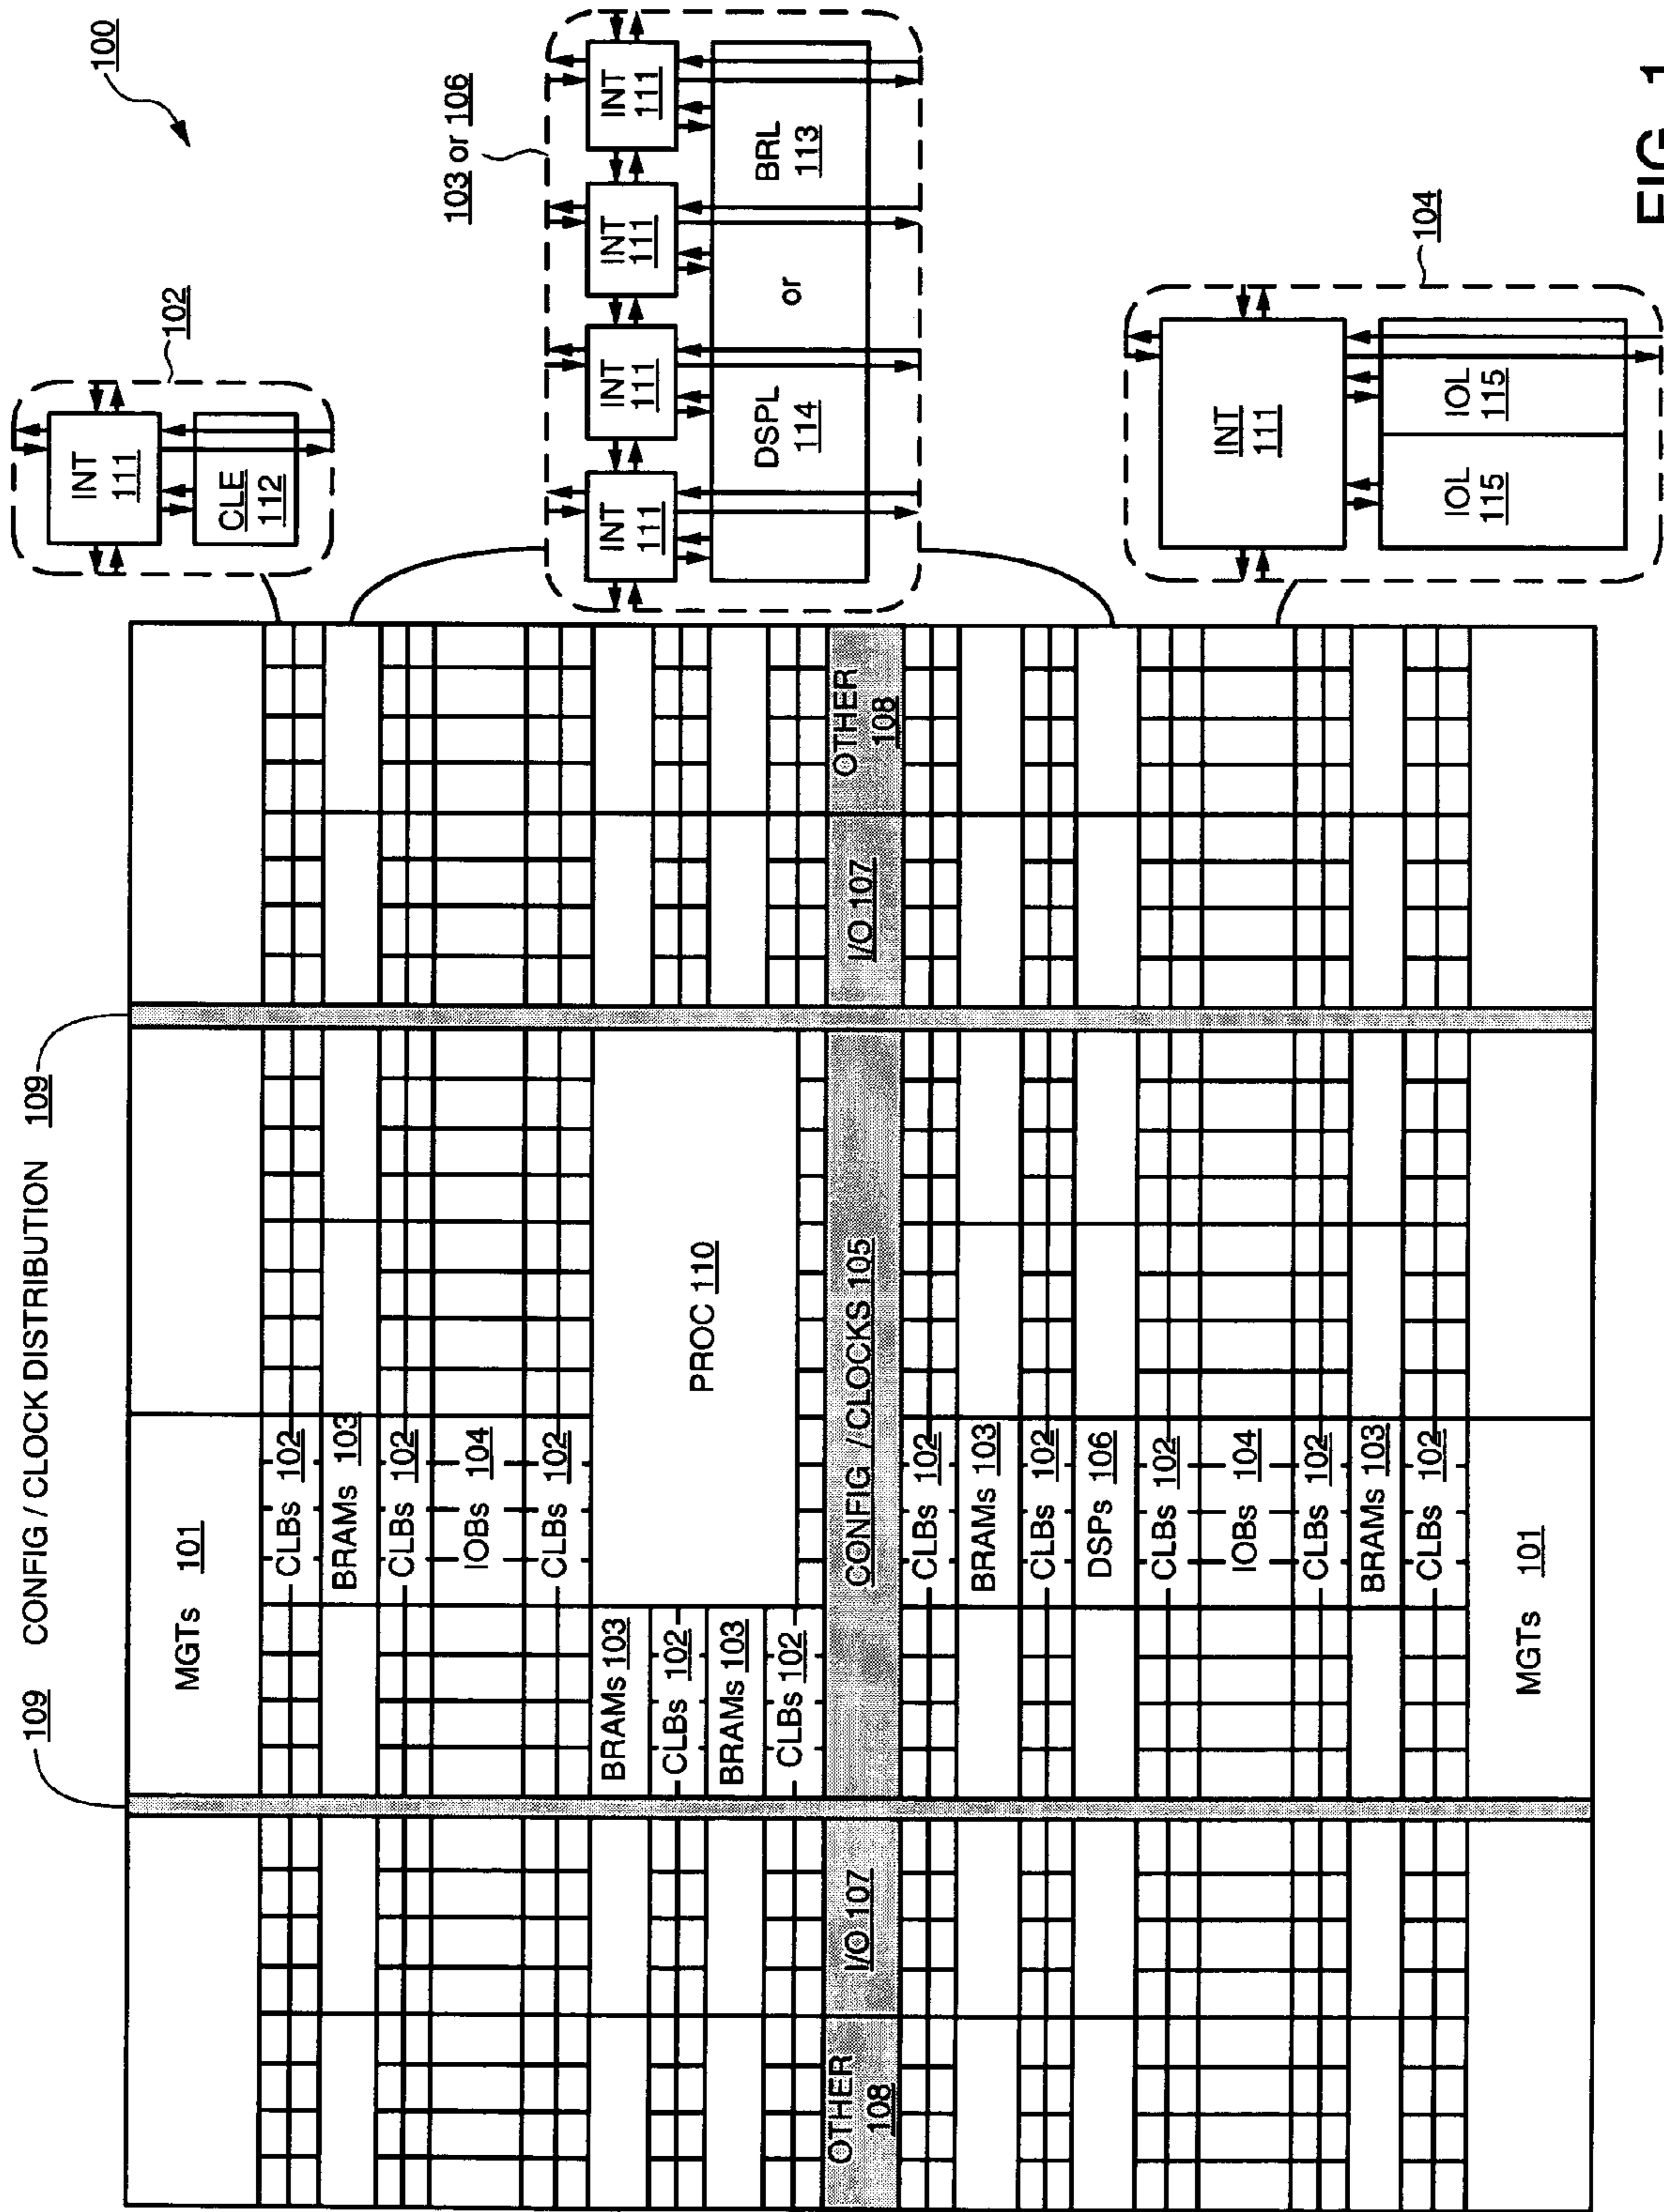 100
CONFIG / CLOCK DISTRIBUTION 109
109
MGTs 101
CLBs 102
BRAMs 103
CLBs 102
IOBs 104
CLBs 102
PROC 110
BRAMs 103
CLBs 102
BRAMs 103
CLBs 102
OTHER
108
I/O 107
CONFIG / CLOCKS 105
I/O 107
OTHER
108
CLBs 102
BRAMs 103
CLBs 102
DSPs 106
CLBs 102
IOBs 104
CLBs 102
BRAMs 103
CLBs 102
MGTs 101
102
INT
111
CLE
112
103 or 106
INT
111
INT
111
INT
111
INT
111
DSPL
114
or
BRL
113
104
INT
111
IOL
115
IOL
115
FIG. 1